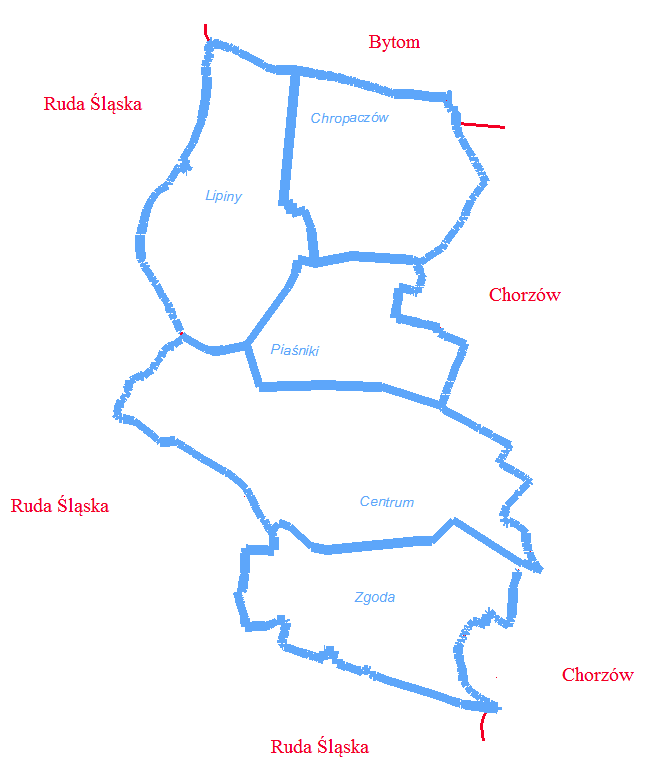 Bytom
Ruda Śląska
Chropaczów
Lipiny
Chorzów
Piaśniki
Ruda Śląska
Centrum
Zgoda
Chorzów
Ruda Śląska